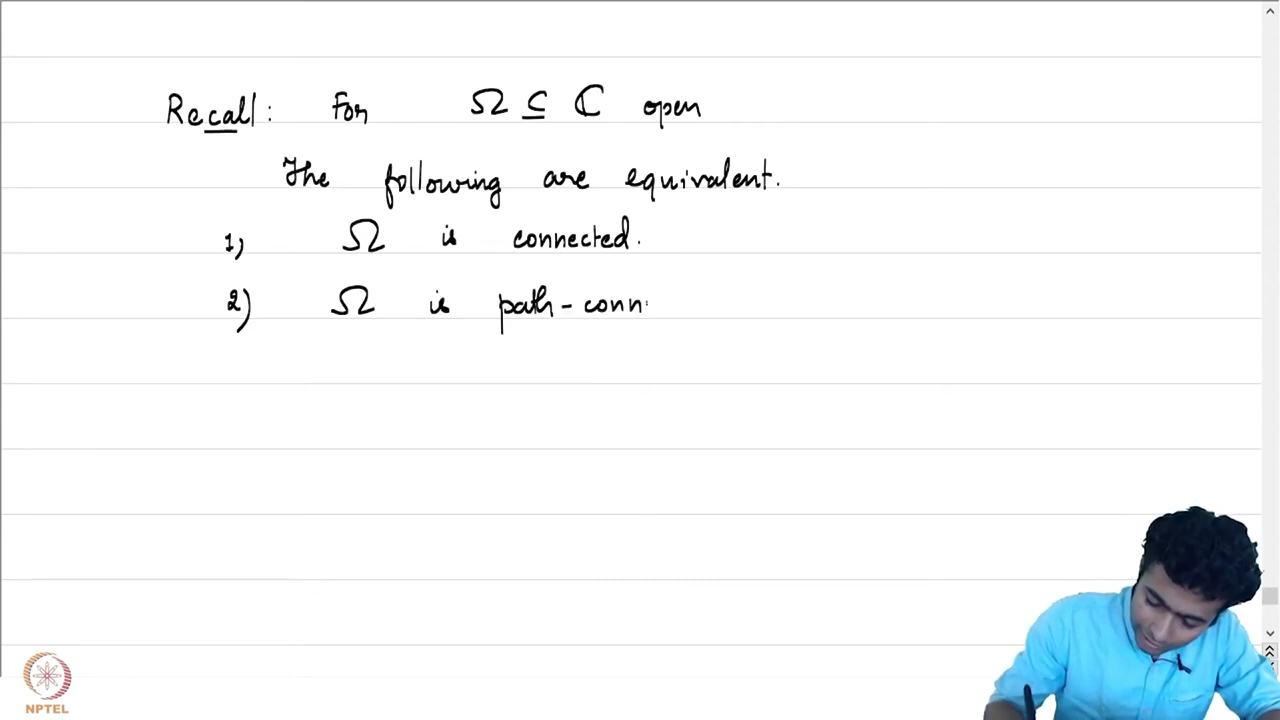 Recall: For Ω ⊆ ℂ open
The following are equivalent.
1) Ω is connected.
2) Ω is path-conn
NPTEL